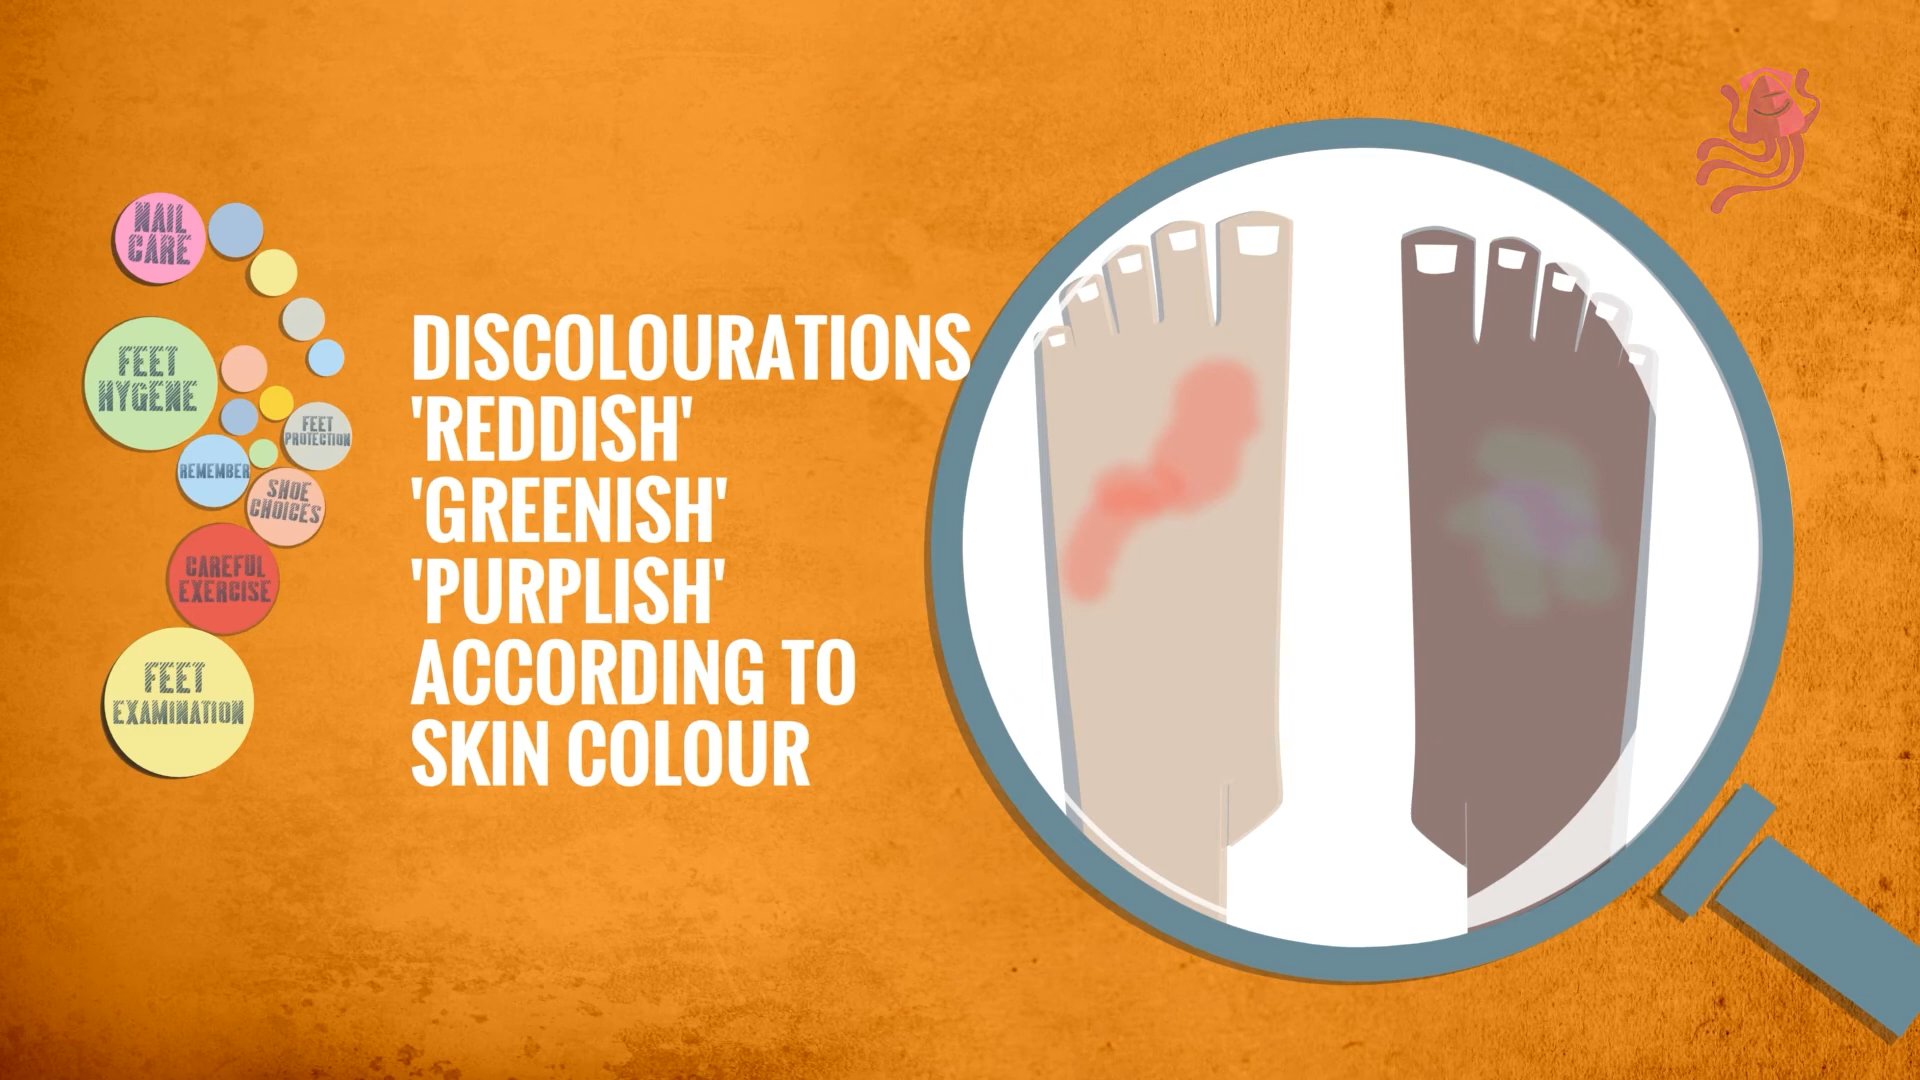 NAIL
CARE
FEET
HYGENE
FEET
PROTECTION
REMEMBER
SHOE
CHOICES
CAREFUL
EXERCISE
FEET
EXAMINATION
DISCOLOURATIONS
'REDDISH'
'GREENISH'
'PURPLISH'
ACCORDING TO
SKIN COLOUR